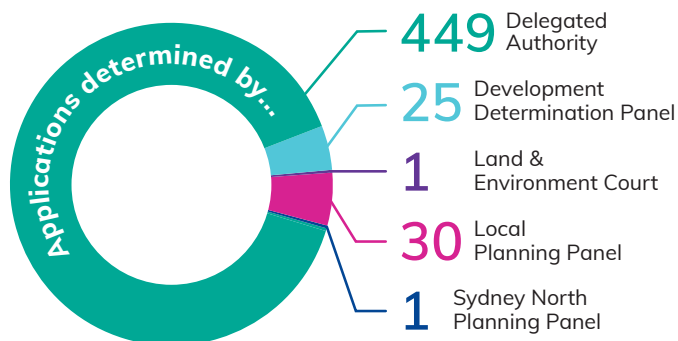 Applications determined by...
449 Delegated
Authority
25 Development
Determination Panel
1 Land &
Environment Court
30 Local
Planning Panel
1 Sydney North
Planning Panel